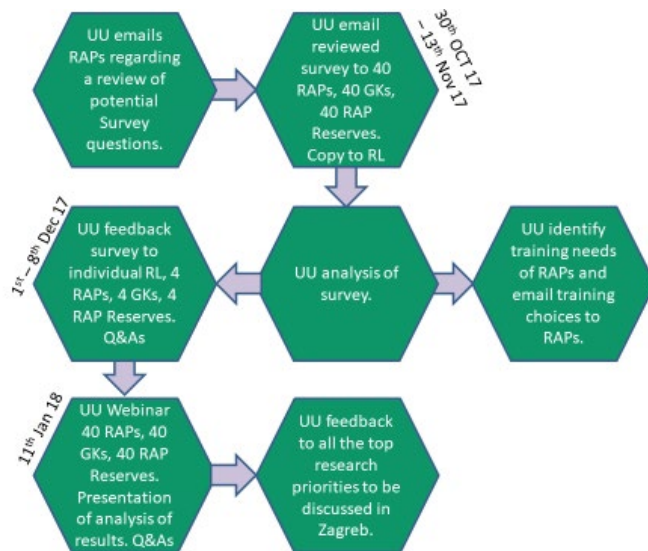 UU emails
RAPs regarding
a review of
potential
Survey
questions.
UU email
reviewed
survey to 40
RAPs, 40 GKs,
40 RAP
Reserves.
Copy to RL
30th OCT 17
– 13th Nov 17
1st – 8th Dec 17
UU feedback
survey to
individual RL, 4
RAPs, 4 GKs, 4
RAP Reserves.
Q&As
UU analysis of
survey.
UU identify
training needs
of RAPs and
email training
choices to
RAPs.
11th Jan 18
UU Webinar
40 RAPs, 40
GKs, 40 RAP
Reserves.
Presentation
of analysis of
results. Q&As
UU feedback
to all the top
research
priorities to be
discussed in
Zagreb.